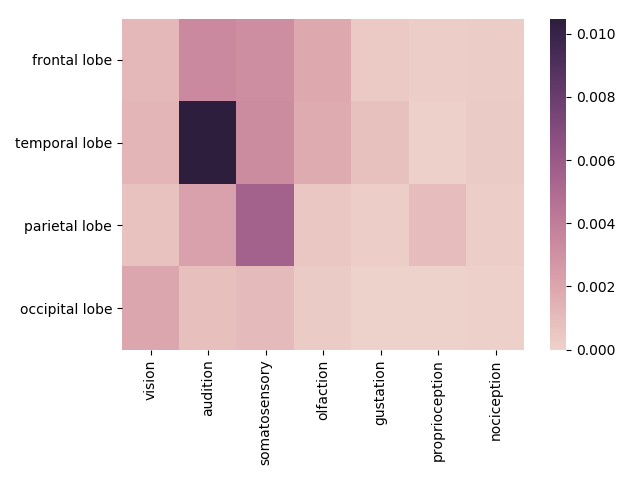 frontal lobe
temporal lobe
parietal lobe
occipital lobe
vision
audition
somatosensory
olfaction
gustation
proprioception
nociception
0.010
0.008
0.006
0.004
0.002
0.000